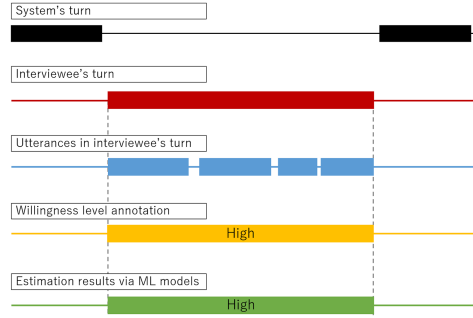 System's turn
Interviewee's turn
Utterances in interviewee's turn
Willingness level annotation
High
Estimation results via ML models
High